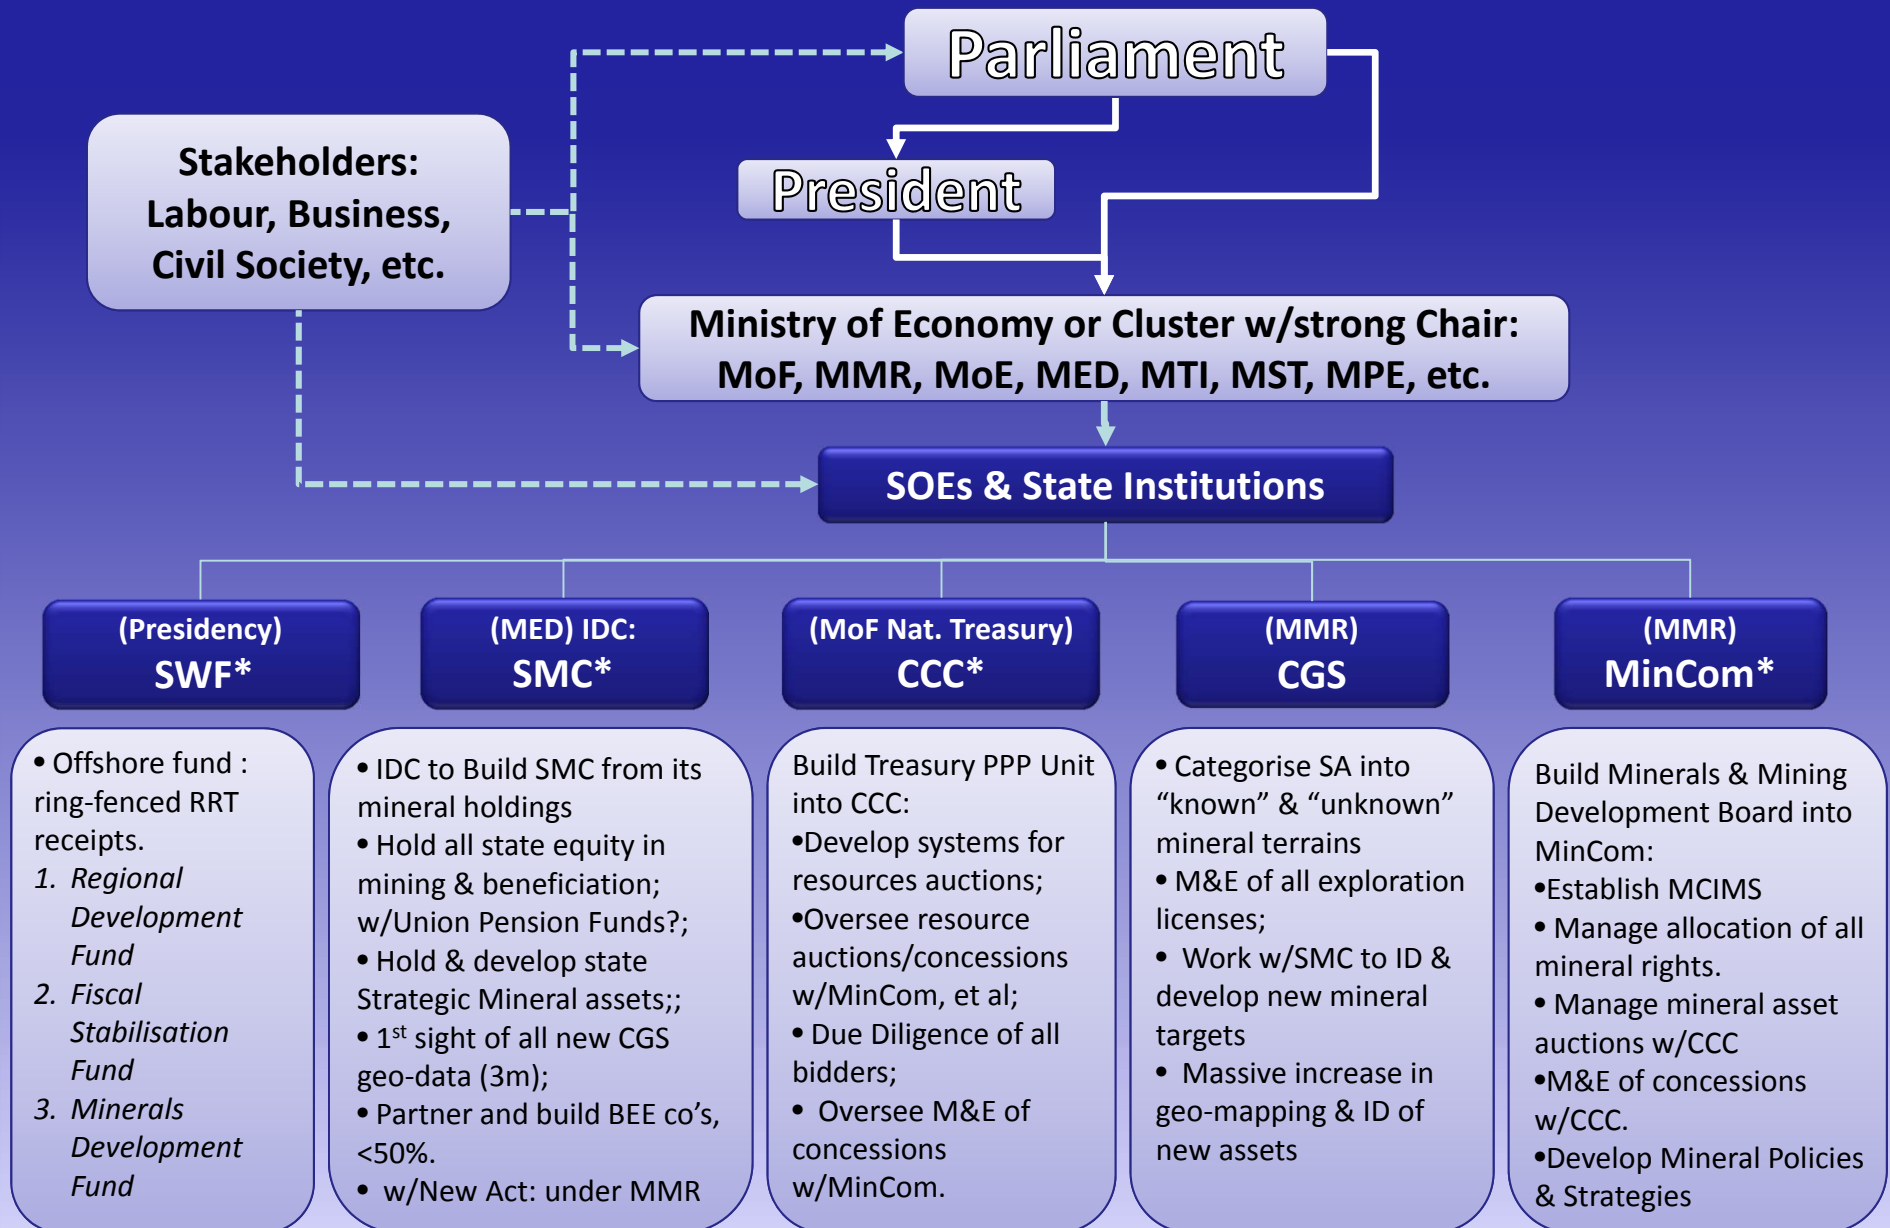 Parliament
Stakeholders:
Labour, Business,
Civil Society, etc.
President
Ministry of Economy or Cluster w/strong Chair:
MoF, MMR, MoE, MED, MTI, MST, MPE, etc.
SOEs & State Institutions
(Presidency)
SWF*
(MED) IDC:
SMC*
(MoF Nat. Treasury)
CCC*
(MMR)
CGS
(MMR)
MinCom*
• Offshore fund :
ring-fenced RRT
receipts.
1. Regional
Development
Fund
2. Fiscal
Stabilisation
Fund
3. Minerals
Development
Fund
• IDC to Build SMC from its
mineral holdings
• Hold all state equity in
mining & beneficiation;
w/Union Pension Funds?;
• Hold & develop state
Strategic Mineral assets;;
• 1st sight of all new CGS
geo-data (3m);
• Partner and build BEE co’s,
<50%.
• w/New Act: under MMR
Build Treasury PPP Unit
into CCC:
•Develop systems for
resources auctions;
•Oversee resource
auctions/concessions
w/MinCom, et al;
• Due Diligence of all
bidders;
• Oversee M&E of
concessions
w/MinCom.
• Categorise SA into
“known” & “unknown”
mineral terrains
• M&E of all exploration
licenses;
• Work w/SMC to ID &
develop new mineral
targets
• Massive increase in
geo-mapping & ID of
new assets
Build Minerals & Mining
Development Board into
MinCom:
•Establish MCIMS
• Manage allocation of all
mineral rights.
• Manage mineral asset
auctions w/CCC
•M&E of concessions
w/CCC.
•Develop Mineral Policies
& Strategies